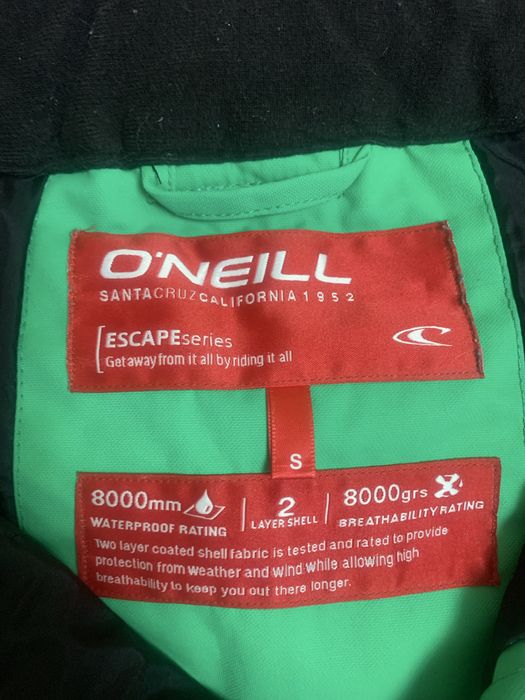 O'NEILL
SANTACRUZCALIFORNIA1952
[ESCAPEseries
Get away from it all by riding it all
S
8000mm
WATERPROOF RATING
2
LAYER SHELL
8000grs
BREATHABILITY RATING
Two layer coated shell fabric is tested and rated to provide
protection from weather and wind while allowing high
breathability to keep you out there longer.